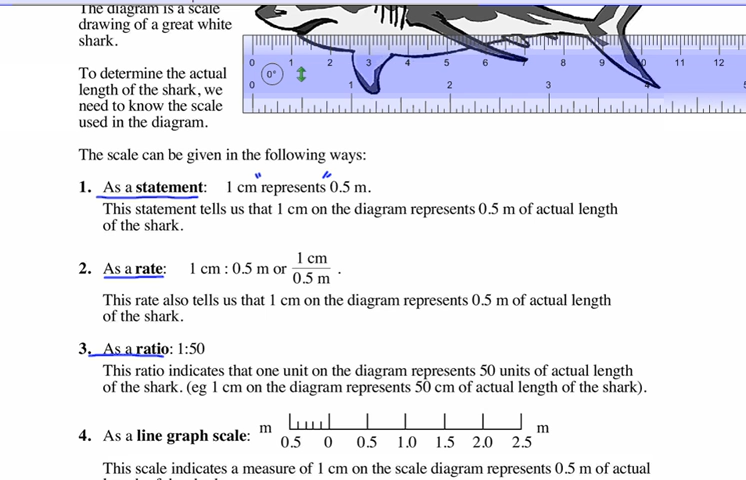 The diagram is a scale
drawing of a great white
shark.
To determine the actual
length of the shark, we
need to know the scale
used in the diagram.
0 1 2 3 4 5 6 7 8 9 10 11 12
0°
0 1 2 3 4
The scale can be given in the following ways:
1. As a statement: 1 cm "represents" 0.5 m.
This statement tells us that 1 cm on the diagram represents 0.5 m of actual length
of the shark.
2. As a rate: 1 cm : 0.5 m or 1 cm / 0.5 m .
This rate also tells us that 1 cm on the diagram represents 0.5 m of actual length
of the shark.
3. As a ratio: 1:50
This ratio indicates that one unit on the diagram represents 50 units of actual length
of the shark. (eg 1 cm on the diagram represents 50 cm of actual length of the shark).
4. As a line graph scale: m 0.5 0 0.5 1.0 1.5 2.0 2.5 m
This scale indicates a measure of 1 cm on the scale diagram represents 0.5 m of actual